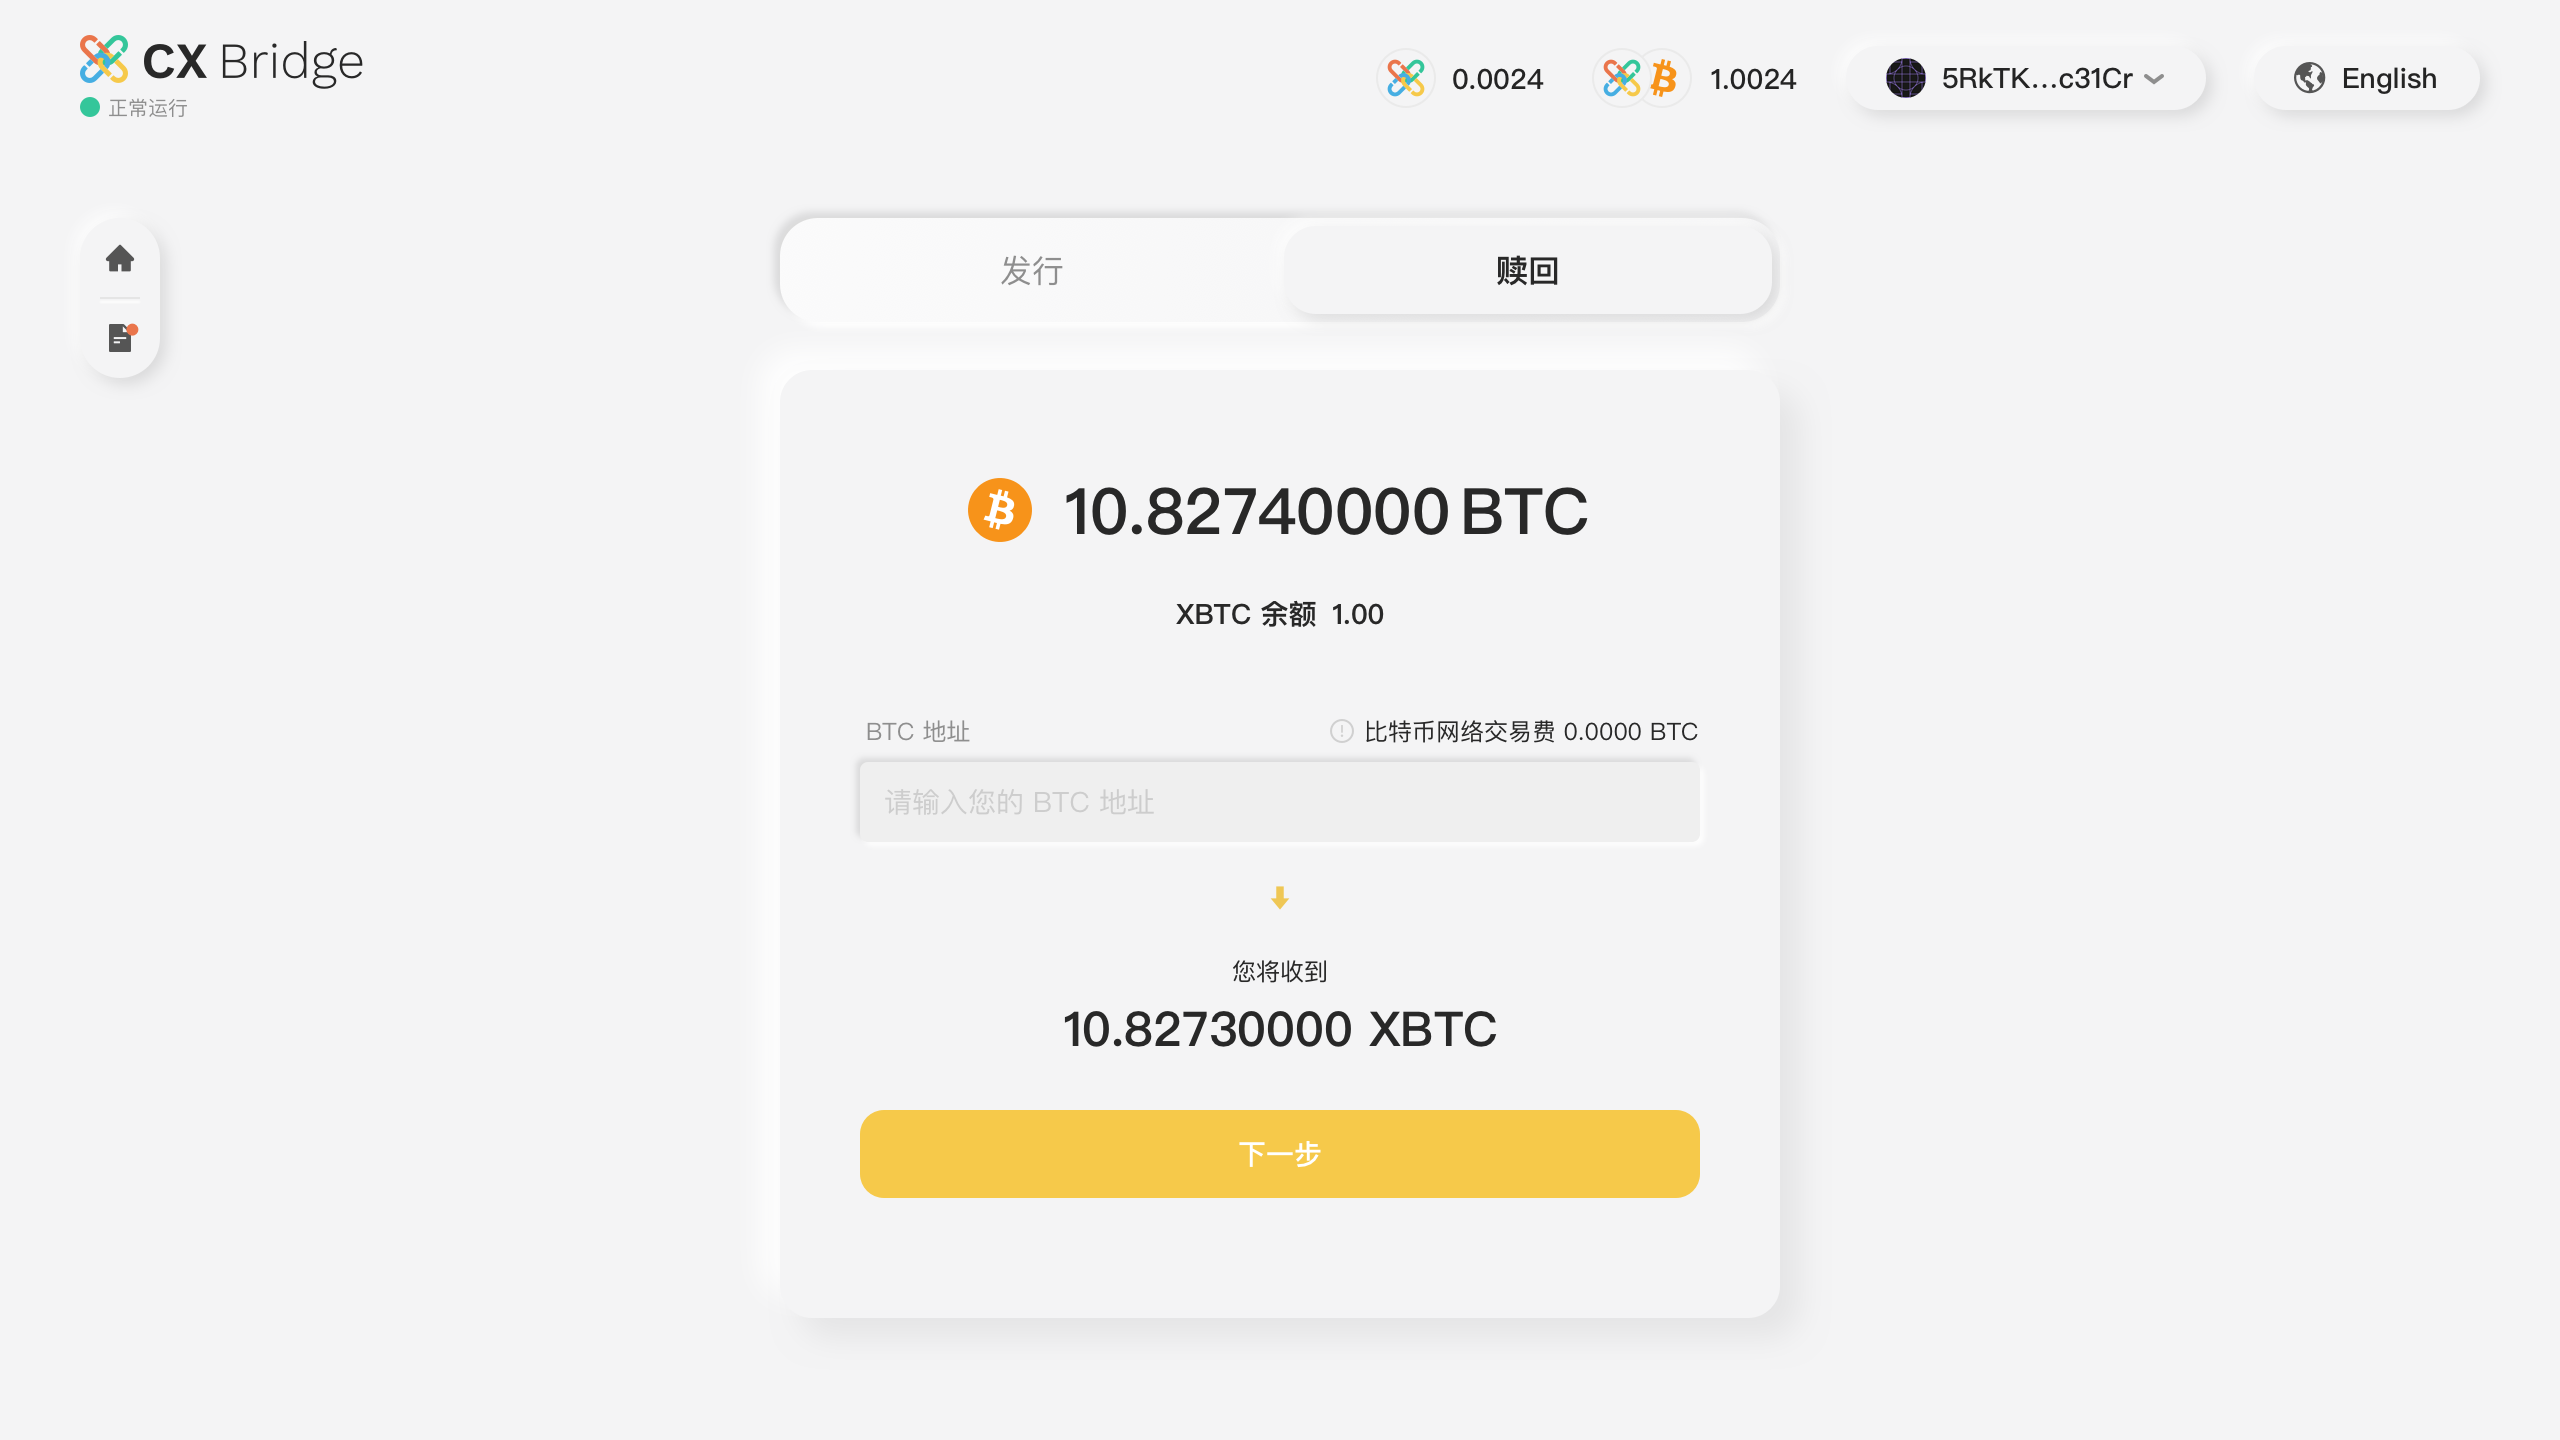 CX Bridge
正常运行
0.0024
1.0024
5RkTK...c31Cr
English
发行
赎回
10.82740000 BTC
XBTC 余额 1.00
BTC 地址
比特币网络交易费 0.0000 BTC
请输入您的 BTC 地址
您将收到
10.82730000 XBTC
下一步